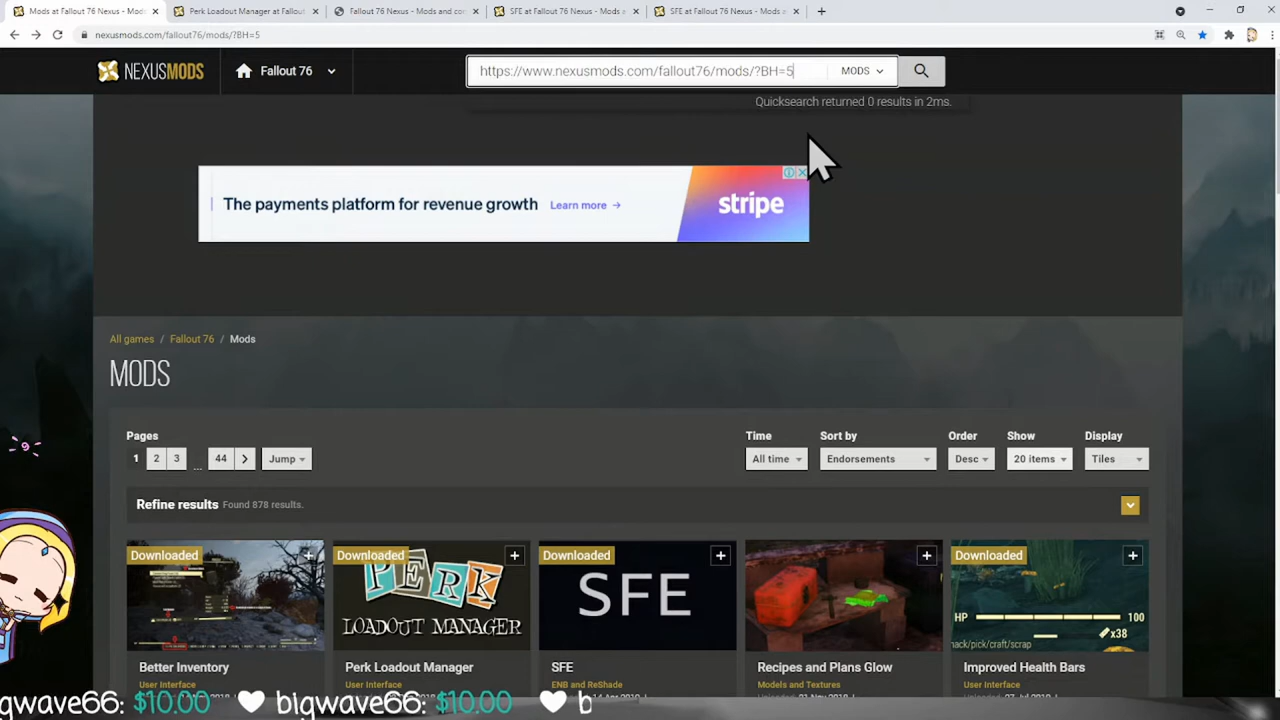 Mods at Fallout 76 Nexus - Mods
Perk Loadout Manager at Fallout
Fallout 76 Nexus - Mods and co
SFE at Fallout 76 Nexus - Mods a
SFE at Fallout 76 Nexus - Mods a
nexusmods.com/fallout76/mods/?BH=5
NEXUSMODS
Fallout 76
https://www.nexusmods.com/fallout76/mods/?BH=5
MODS
Quicksearch returned 0 results in 2ms.
The payments platform for revenue growth
Learn more →
stripe
All games / Fallout 76 / Mods
MODS
Pages
Time
Sort by
Order
Show
Display
1 2 3 ... 44 > Jump
All time
Endorsements
Desc
20 items
Tiles
Refine results Found 878 results.
Downloaded
Downloaded
Downloaded
Downloaded
PERK
LOADOUT MANAGER
SFE
HP
100
x38
hack/pick/craft/scrap
Better Inventory
Perk Loadout Manager
SFE
Recipes and Plans Glow
Improved Health Bars
User Interface
User Interface
ENB and ReShade
Models and Textures
User Interface
gwave66: $10.00 bigwave66: $10.00 b